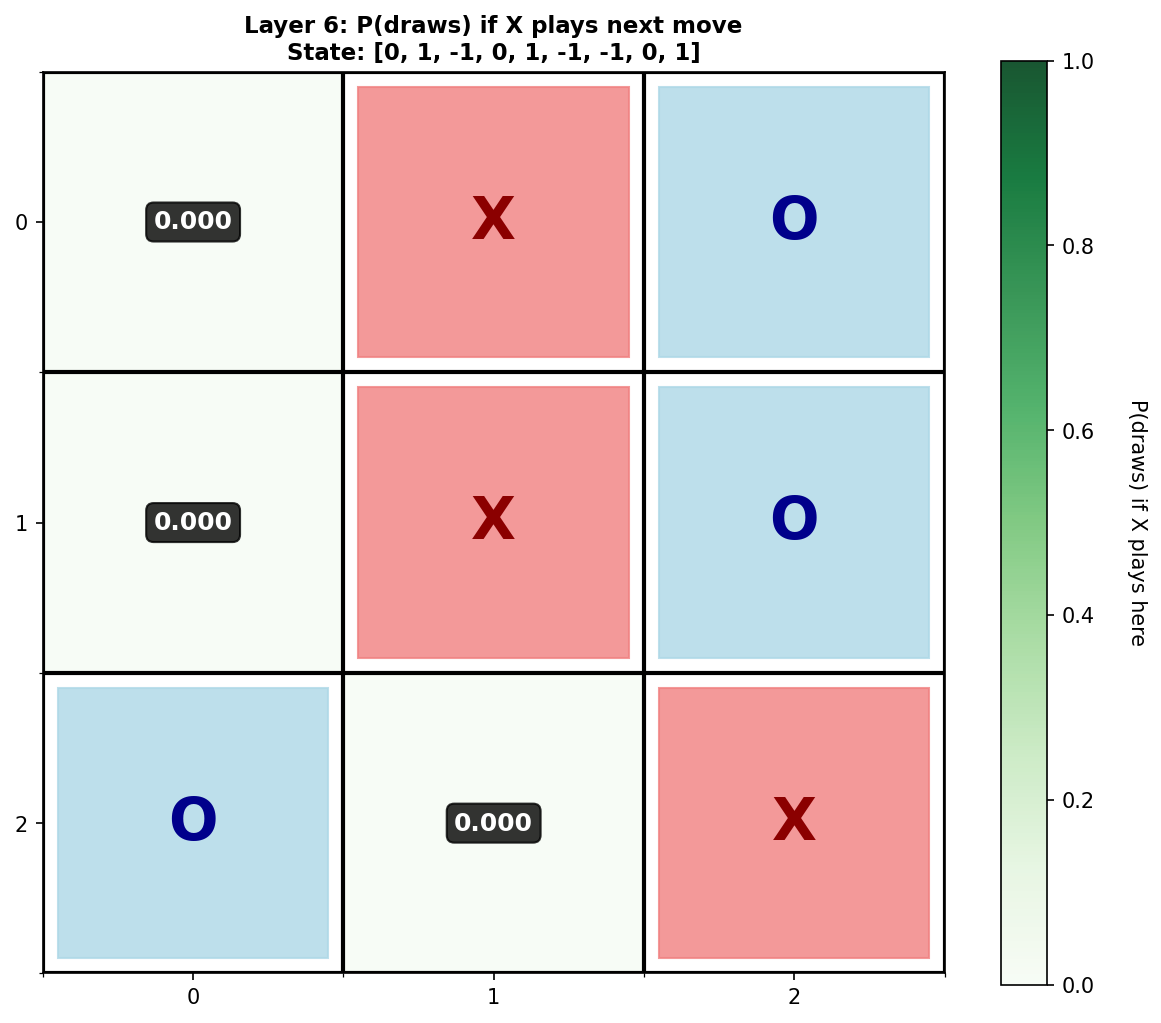 Layer 6: P(draws) if X plays next move
State: [0, 1, -1, 0, 1, -1, -1, 0, 1]
1.0
0.8
0.6
0.4
0.2
0.0
P(draws) if X plays here
0
0.000
X
O
1
0.000
X
O
2
O
0.000
X
0
1
2